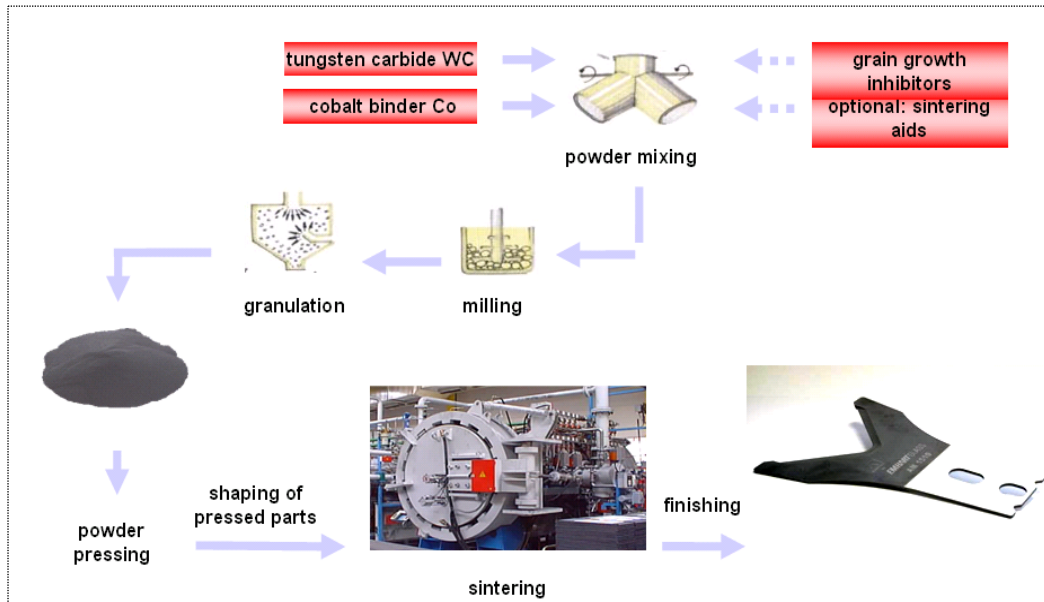 tungsten carbide WC
cobalt binder Co
grain growth
inhibitors
optional: sintering
aids
powder mixing
granulation
milling
shaping of
pressed parts
powder
pressing
sintering
finishing